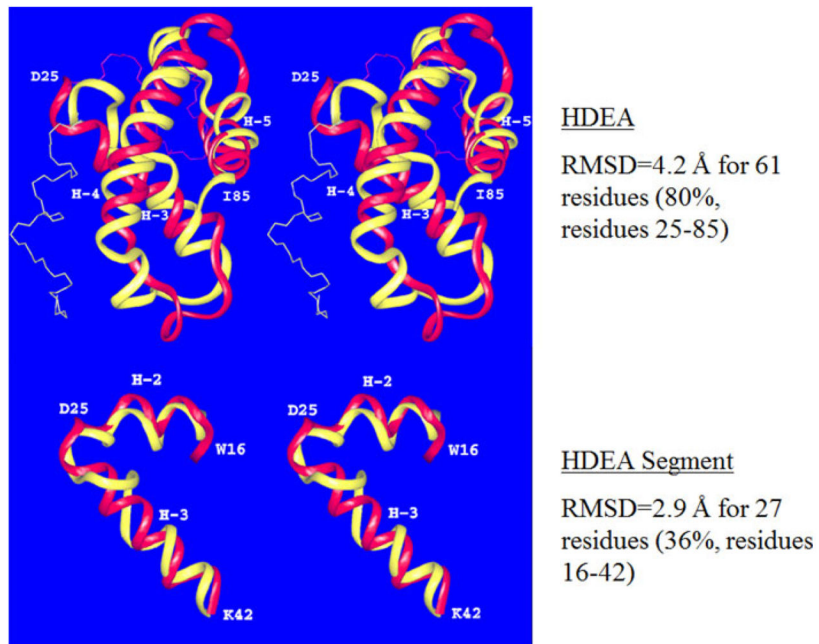 D25
H-5
H-4
I85
H-3
D25
H-5
H-4
I85
H-3
HDEA
RMSD=4.2 Å for 61
residues (80%,
residues 25-85)
H-2
D25
W16
H-3
K42
H-2
D25
W16
H-3
K42
HDEA Segment
RMSD=2.9 Å for 27
residues (36%, residues
16-42)